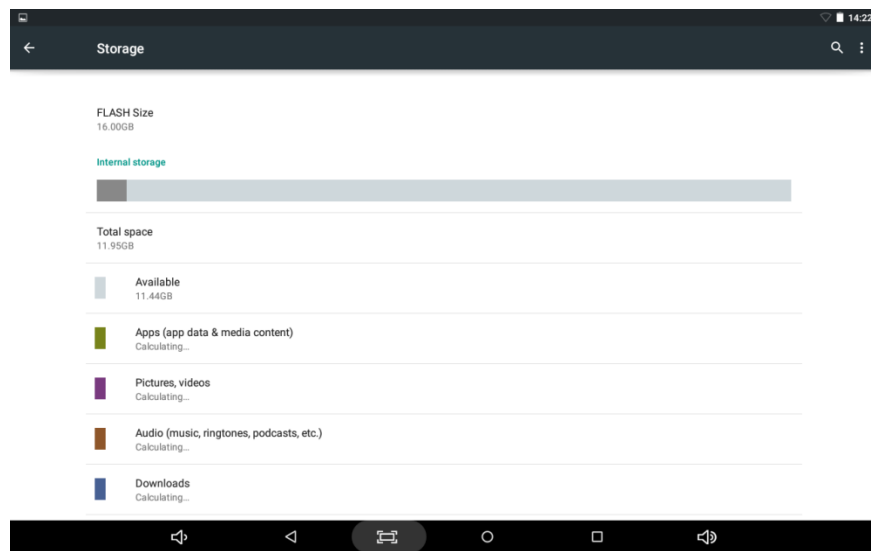 14:22
Storage
FLASH Size
16.00GB
Internal storage
Total space
11.95GB
Available
11.44GB
Apps (app data & media content)
Calculating...
Pictures, videos
Calculating...
Audio (music, ringtones, podcasts, etc.)
Calculating...
Downloads
Calculating...